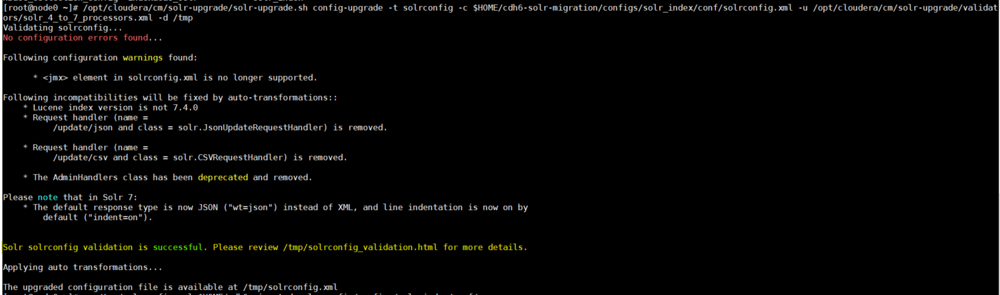 [root@node0 ~]# /opt/cloudera/cm/solr-upgrade/solr-upgrade.sh config-upgrade -t solrconfig -c $HOME/cdh6-solr-migration/configs/solr_index/conf/solrconfig.xml -u /opt/cloudera/cm/solr-upgrade/validat
ors/solr_4_to_7_processors.xml -d /tmp
Validating solrconfig...
No configuration errors found...
Following configuration warnings found:
* <jmx> element in solrconfig.xml is no longer supported.
Following incompatibilities will be fixed by auto-transformations::
* Lucene index version is not 7.4.0
* Request handler (name =
/update/json and class = solr.JsonUpdateRequestHandler) is removed.
* Request handler (name =
/update/csv and class = solr.CSVRequestHandler) is removed.
* The AdminHandlers class has been deprecated and removed.
Please note that in Solr 7:
* The default response type is now JSON ("wt=json") instead of XML, and line indentation is now on by
default ("indent=on").
Solr solrconfig validation is successful. Please review /tmp/solrconfig_validation.html for more details.
Applying auto transformations...
The upgraded configuration file is available at /tmp/solrconfig.xml